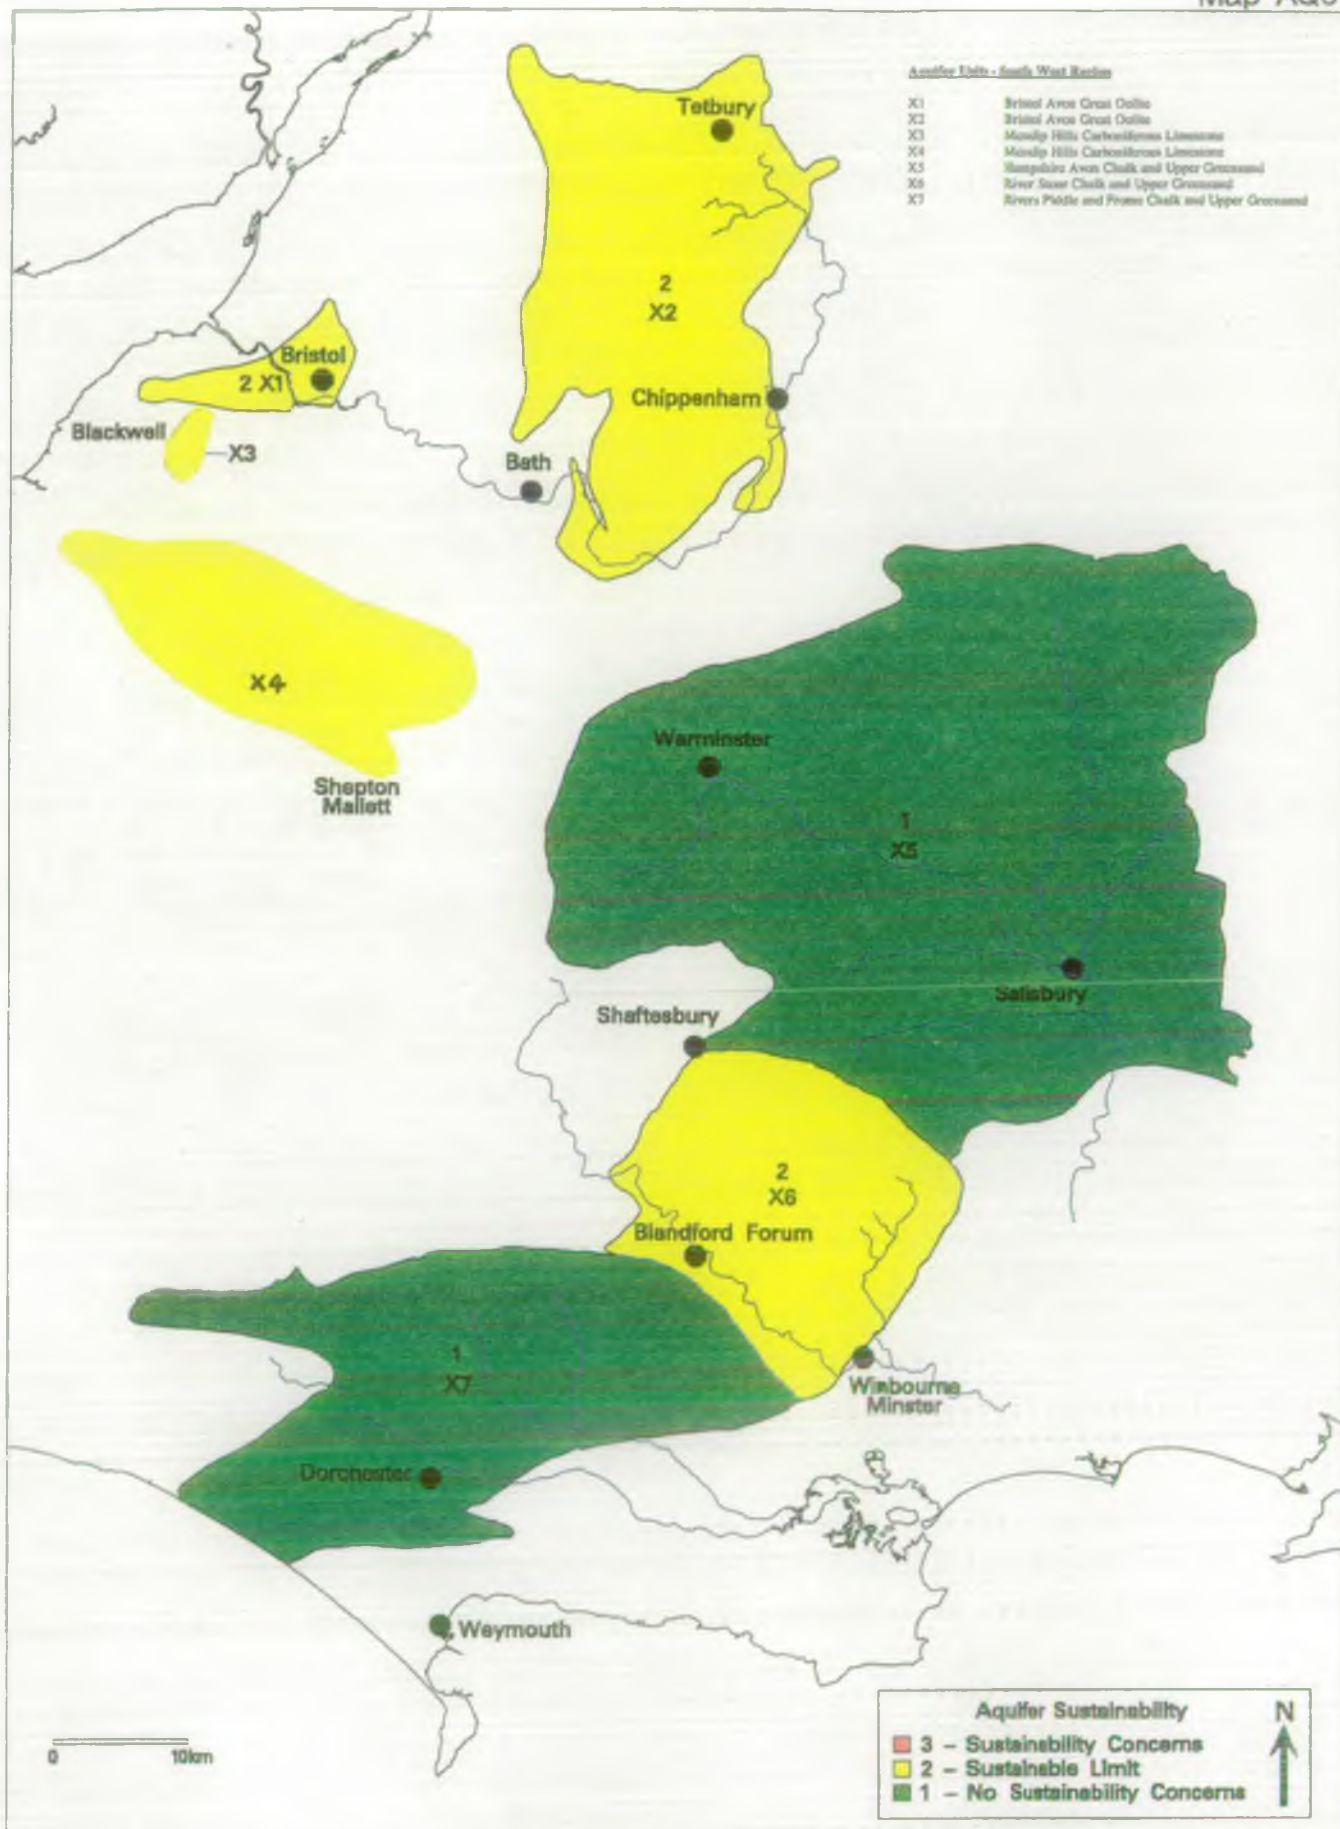 Aquifer Units - South West Region
X1 Bristol Avon Great Oolite
X2 Bristol Avon Great Oolite
X3 Mendip Hills Carboniferous Limestone
X4 Mendip Hills Carboniferous Limestone
X5 Hampshire Avon Chalk and Upper Greensand
X6 River Stour Chalk and Upper Greensand
X7 Rivers Piddle and Frome Chalk and Upper Greensand
Tetbury
2
X2
Bristol
2 X1
Chippenham
Blackwell
X3
Bath
X4
Shepton
Mallett
Warminster
1
X5
Salisbury
Shaftesbury
2
X6
Blandford Forum
1
X7
Wimbourne
Minster
Dorchester
Weymouth
Aquifer Sustainability
N
3 - Sustainability Concerns
2 - Sustainable Limit
1 - No Sustainability Concerns
0 10km